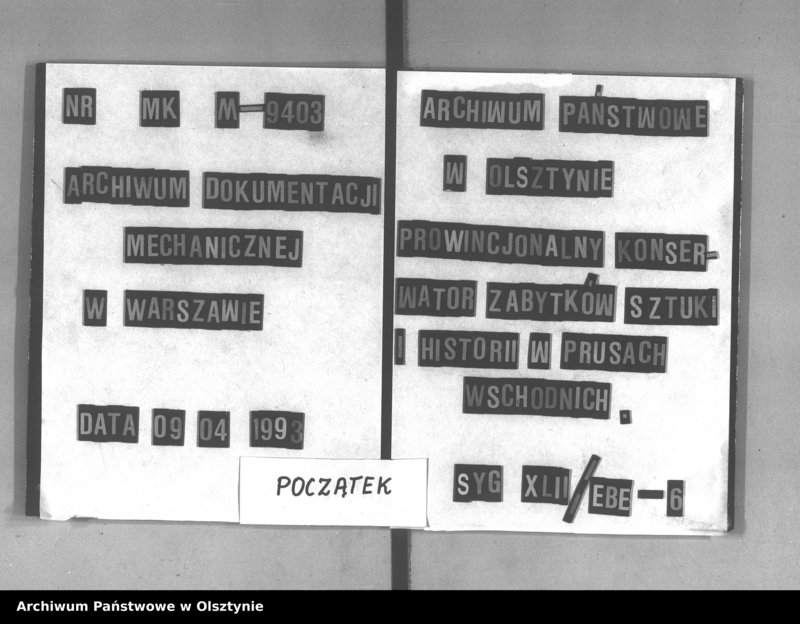 NR MK M-9403
ARCHIWUM DOKUMENTACJI
MECHANICZNEJ
W WARSZAWIE
DATA 09 04 1993
POCZĄTEK
ARCHIWUM PAŃSTWOWE
W OLSZTYNIE
PROWINCJONALNY KONSER-
WATOR ZABYTKÓW SZTUKI
I HISTORII W PRUSACH
WSCHODNICH.
SYG XLII/EBE-6
Archiwum Państwowe w Olsztynie